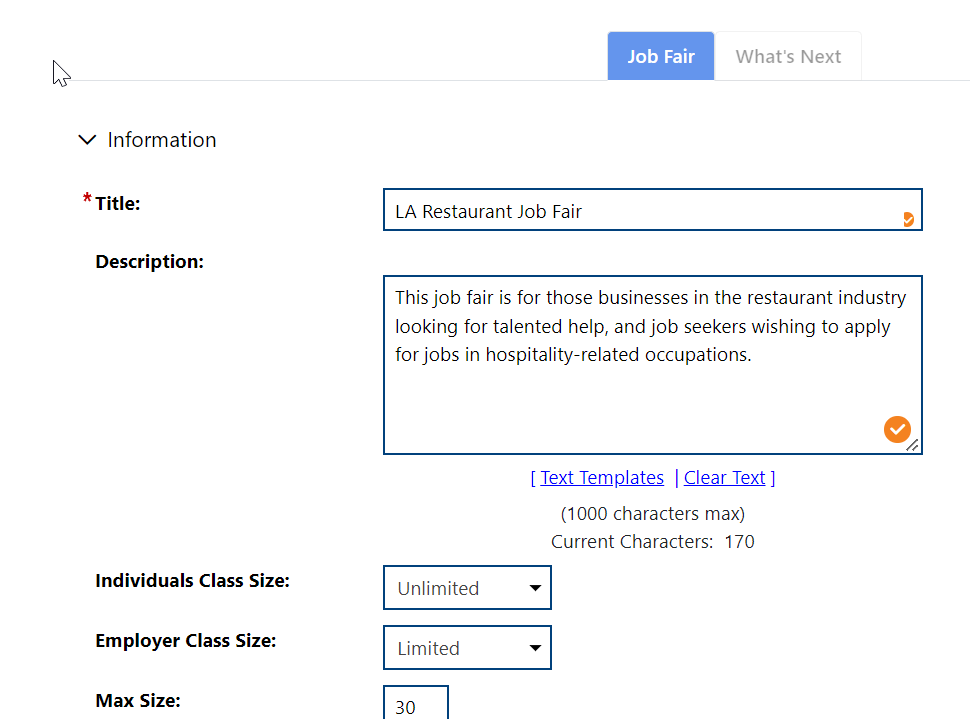 Job Fair
What's Next
Information
* Title:
LA Restaurant Job Fair
Description:
This job fair is for those businesses in the restaurant industry
looking for talented help, and job seekers wishing to apply
for jobs in hospitality-related occupations.
[ Text Templates | Clear Text ]
(1000 characters max)
Current Characters: 170
Individuals Class Size:
Unlimited
Employer Class Size:
Limited
Max Size:
30